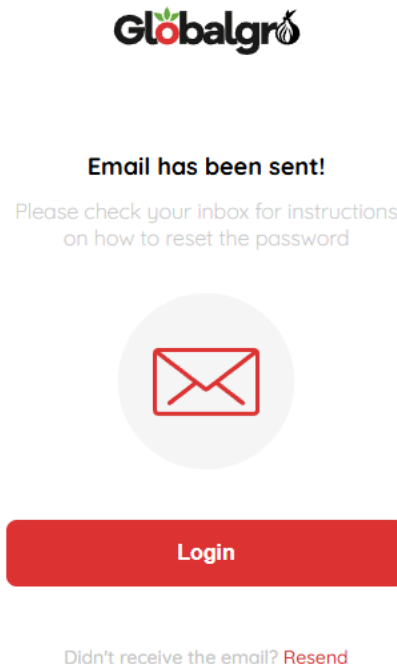 Globalgro
Email has been sent!
Please check your inbox for instructions
on how to reset the password
Login
Didn't receive the email? Resend